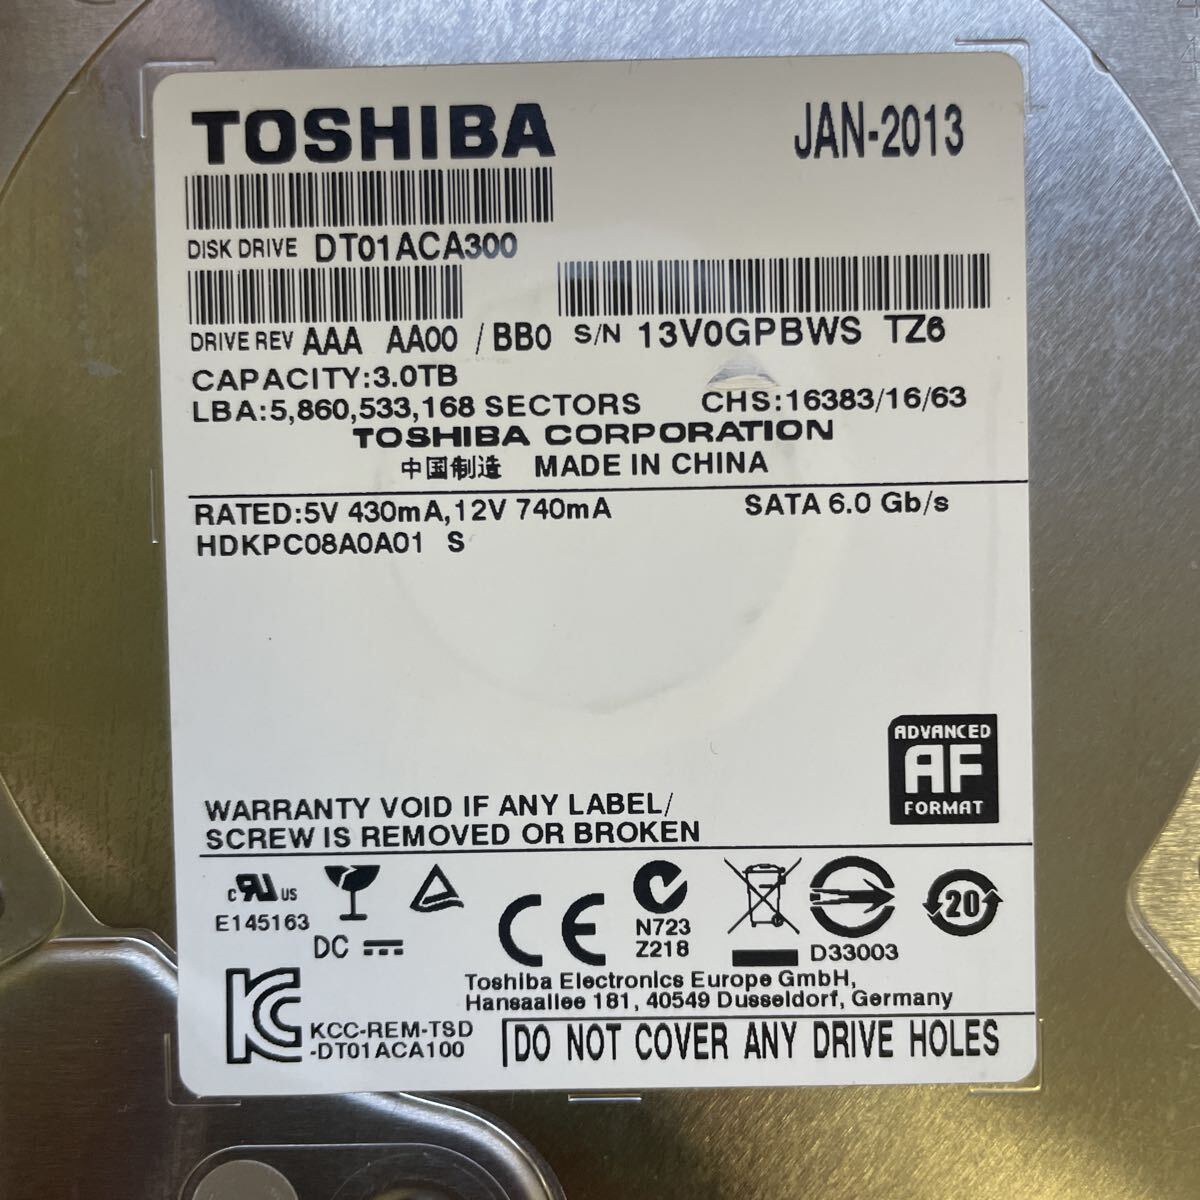 TOSHIBA
JAN-2013
DISK DRIVE DT01ACA300
DRIVE REV AAA AA00 / BB0 S/N 13V0GPBWS TZ6
CAPACITY:3.0TB
LBA:5,860,533,168 SECTORS CHS:16383/16/63
TOSHIBA CORPORATION
中国制造 MADE IN CHINA
RATED:5V 430mA,12V 740mA SATA 6.0 Gb/s
HDKPC08A0A01 S
ADVANCED
AF
FORMAT
WARRANTY VOID IF ANY LABEL/
SCREW IS REMOVED OR BROKEN
c RU US
E145163
DC
CE
N723
Z218
D33003
20
Toshiba Electronics Europe GmbH,
Hansaallee 181, 40549 Dusseldorf, Germany
KC
KCC-REM-TSD
-DT01ACA100
DO NOT COVER ANY DRIVE HOLES